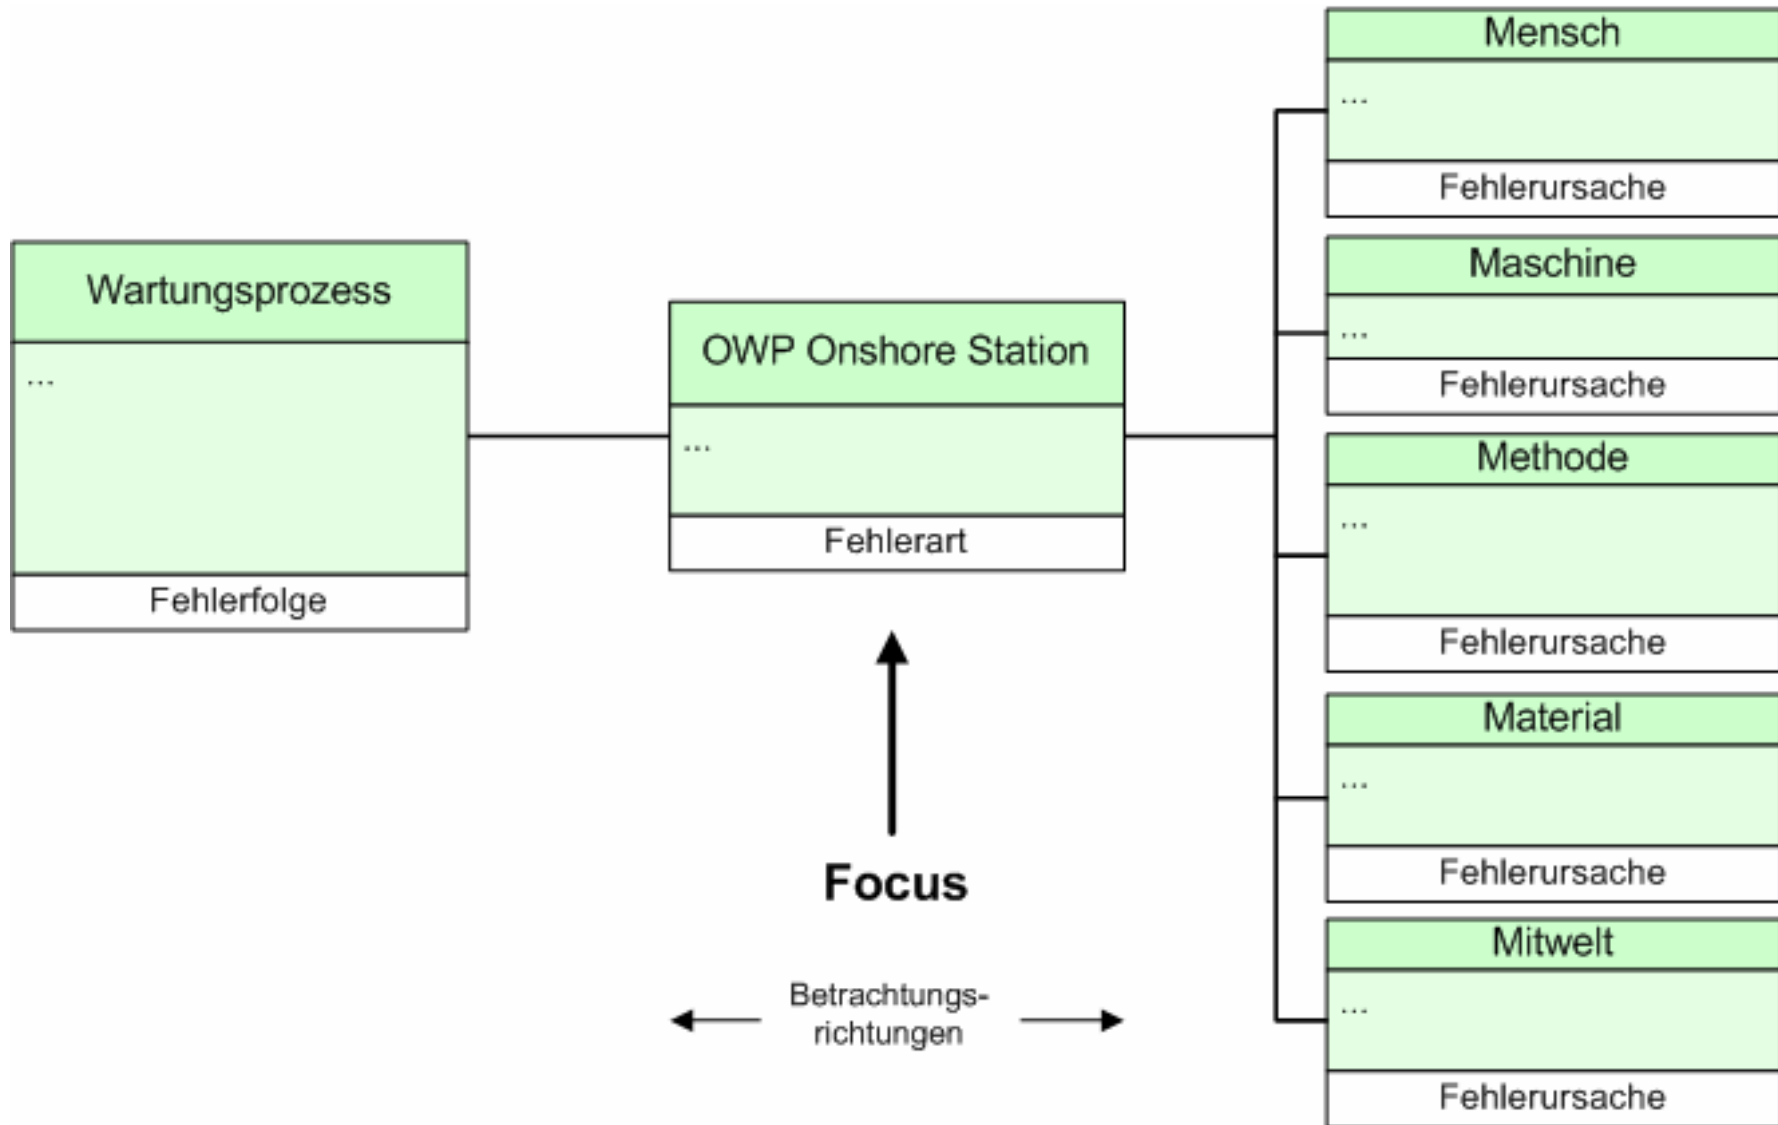 Wartungsprozess
...
Fehlerfolge
OWP Onshore Station
...
Fehlerart
Focus
Betrachtungs-
richtungen
Mensch
...
Fehlerursache
Maschine
...
Fehlerursache
Methode
...
Fehlerursache
Material
...
Fehlerursache
Mitwelt
...
Fehlerursache